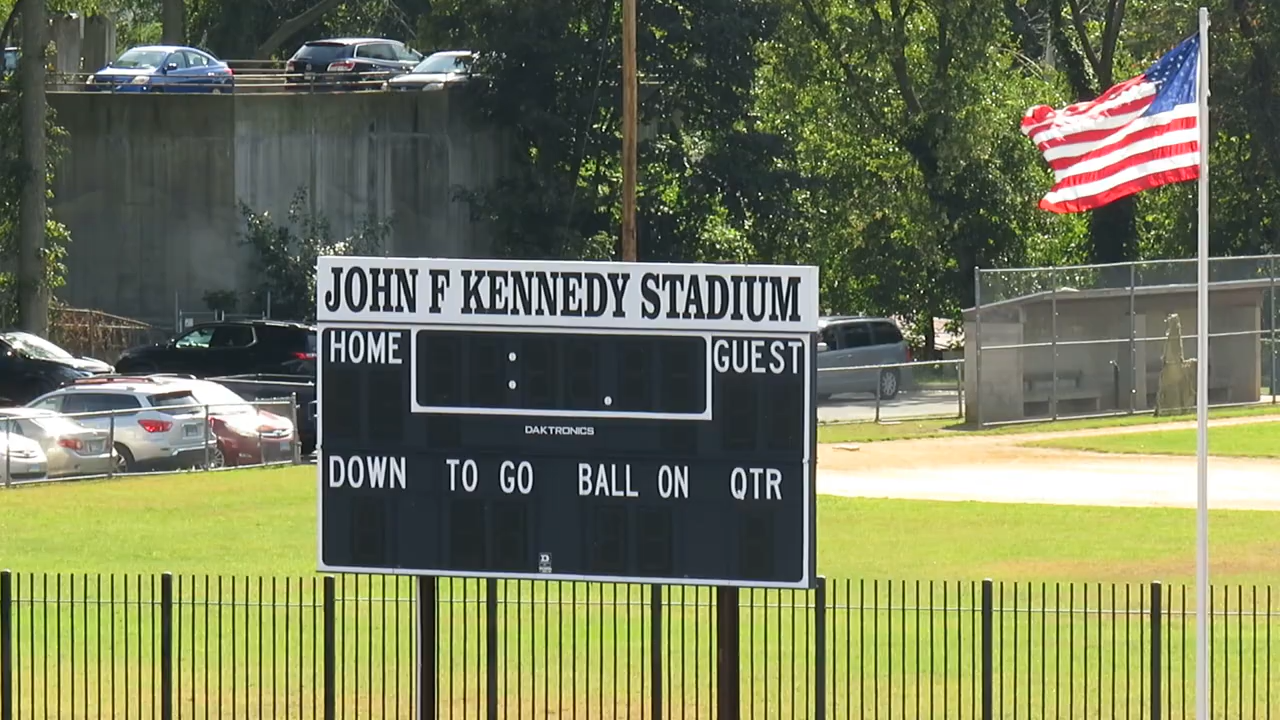 JOHN F KENNEDY STADIUM
HOME GUEST
DAKTRONICS
DOWN TO GO BALL ON QTR